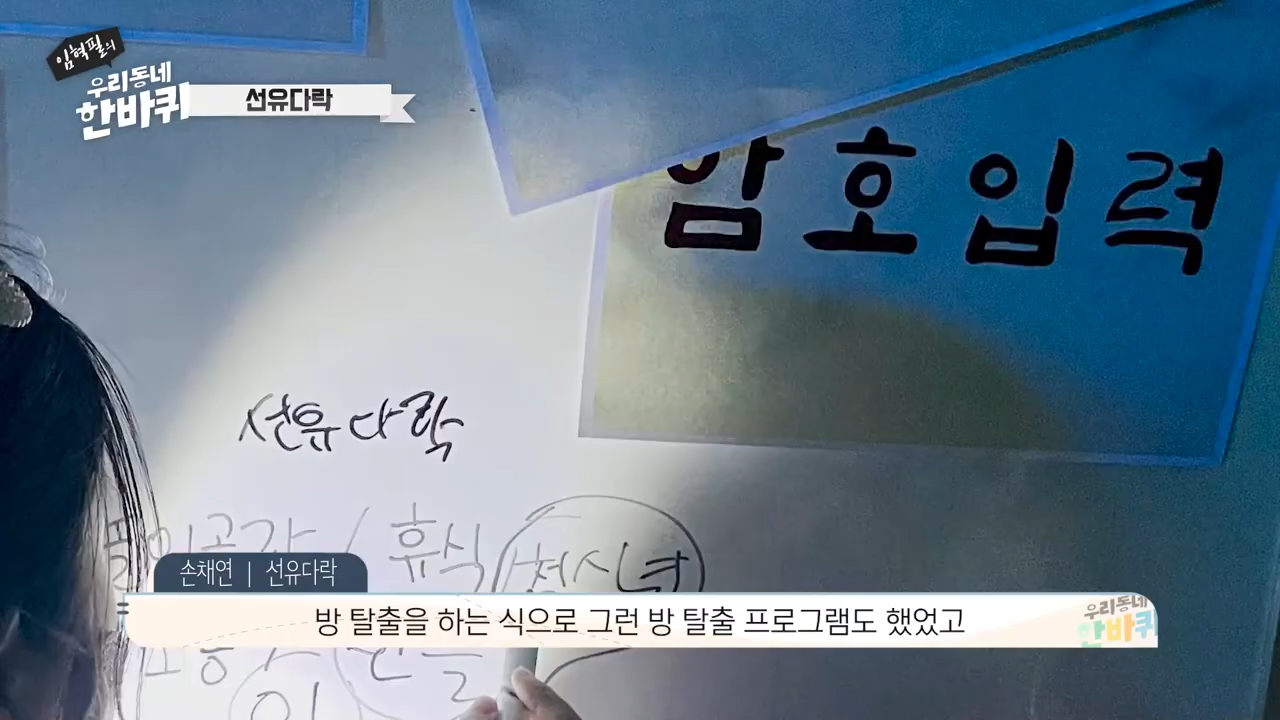 임혁필의
우리동네
한바퀴
선유다락
암호입력
선유다락
휴식
손채연 | 선유다락
방 탈출을 하는 식으로 그런 방 탈출 프로그램도 했었고
우리동네
한바퀴